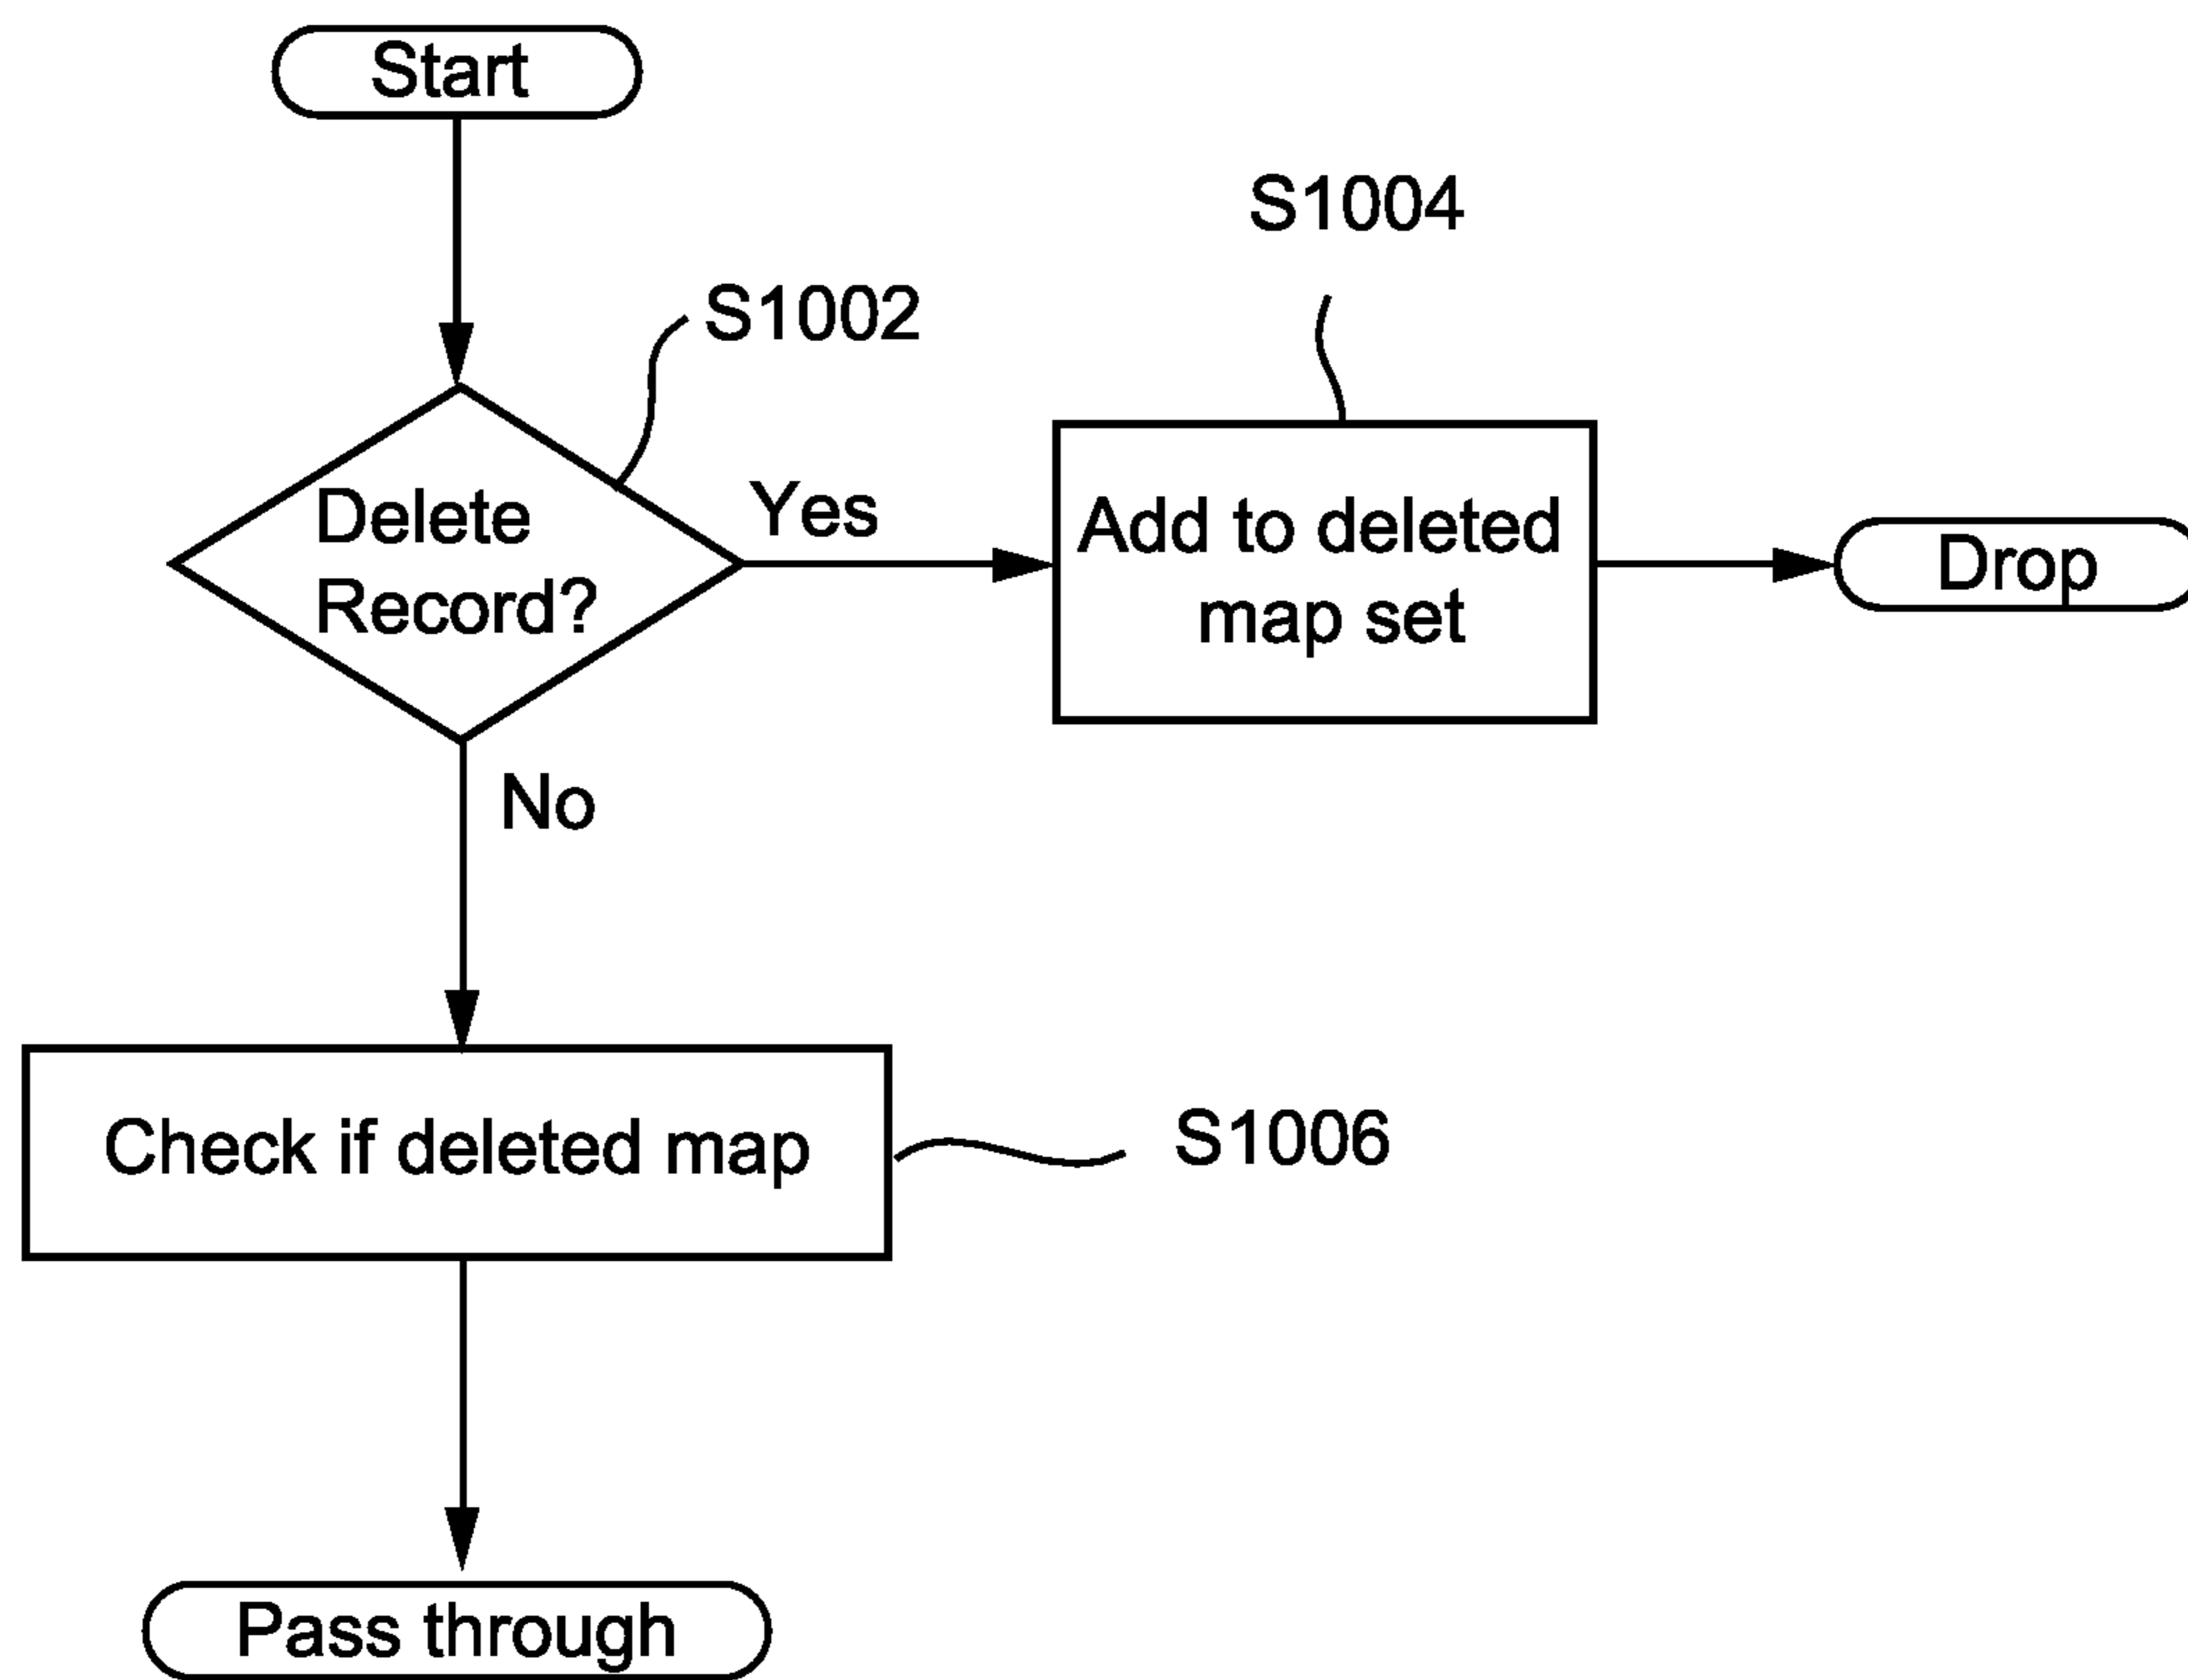 Start
S1004
S1002
Delete
Record?
Yes
Add to deleted
map set
Drop
No
Check if deleted map
S1006
Pass through